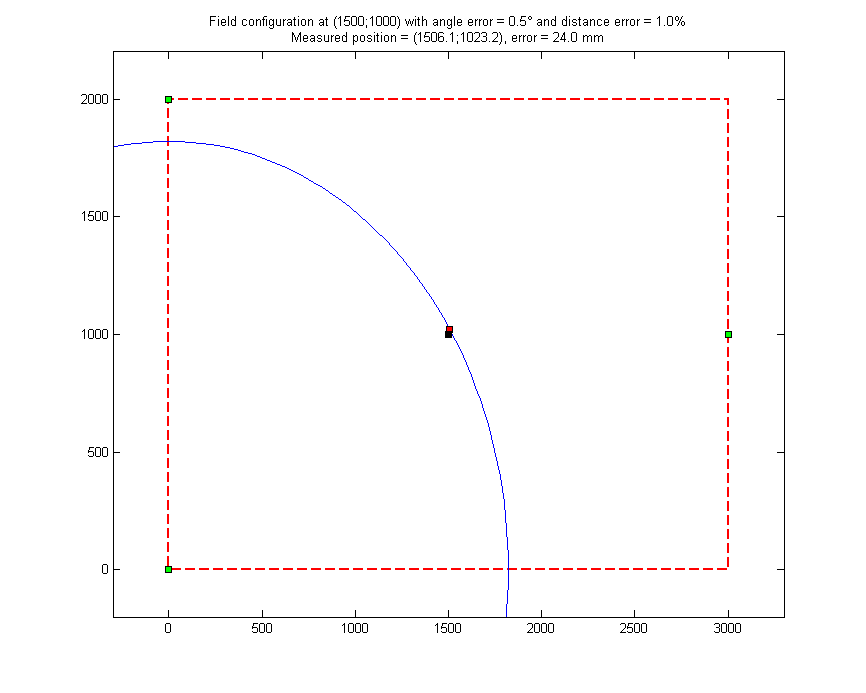 Field configuration at (1500;1000) with angle error = 0.5° and distance error = 1.0%
Measured position = (1506.1;1023.2), error = 24.0 mm
2000
1500
1000
500
0
0 500 1000 1500 2000 2500 3000